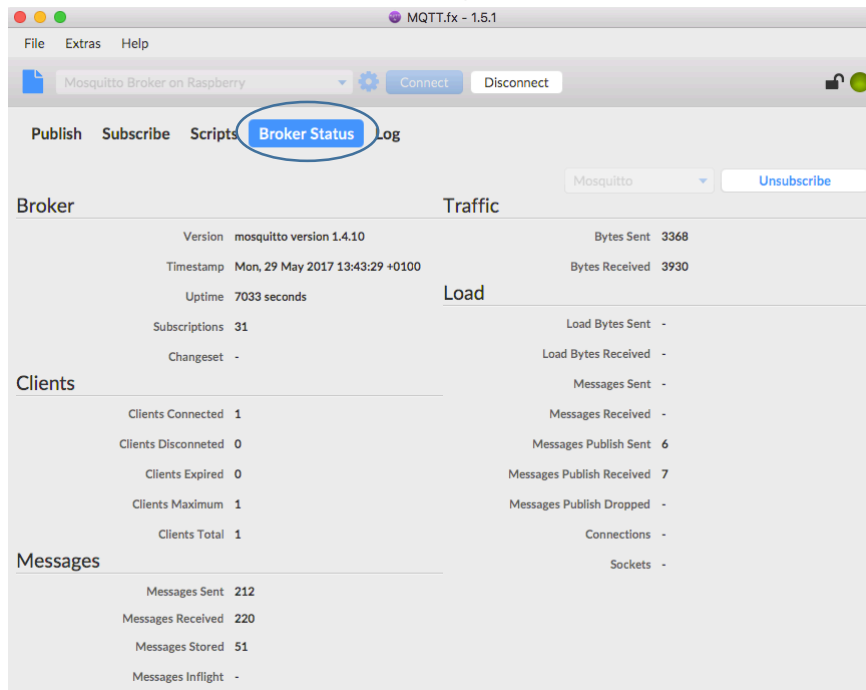 MQTT.fx - 1.5.1
File Extras Help
Mosquitto Broker on Raspberry Connect Disconnect
Publish Subscribe Scripts Broker Status Log
Mosquitto Unsubscribe
Broker
Version mosquitto version 1.4.10
Timestamp Mon, 29 May 2017 13:43:29 +0100
Uptime 7033 seconds
Subscriptions 31
Changeset -
Clients
Clients Connected 1
Clients Disconneted 0
Clients Expired 0
Clients Maximum 1
Clients Total 1
Messages
Messages Sent 212
Messages Received 220
Messages Stored 51
Messages Inflight -
Traffic
Bytes Sent 3368
Bytes Received 3930
Load
Load Bytes Sent -
Load Bytes Received -
Messages Sent -
Messages Received -
Messages Publish Sent 6
Messages Publish Received 7
Messages Publish Dropped -
Connections -
Sockets -